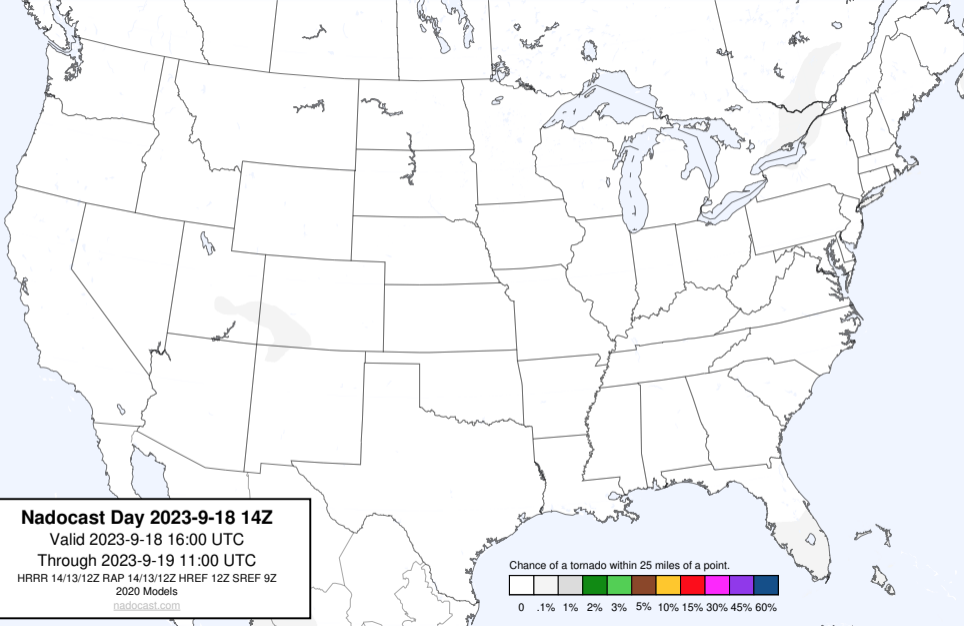 Nadocast Day 2023-9-18 14Z
Valid 2023-9-18 16:00 UTC
Through 2023-9-19 11:00 UTC
HRRR 14/13/12Z RAP 14/13/12Z HREF 12Z SREF 9Z
2020 Models
nadocast.com
Chance of a tornado within 25 miles of a point.
0 .1% 1% 2% 3% 5% 10% 15% 30% 45% 60%